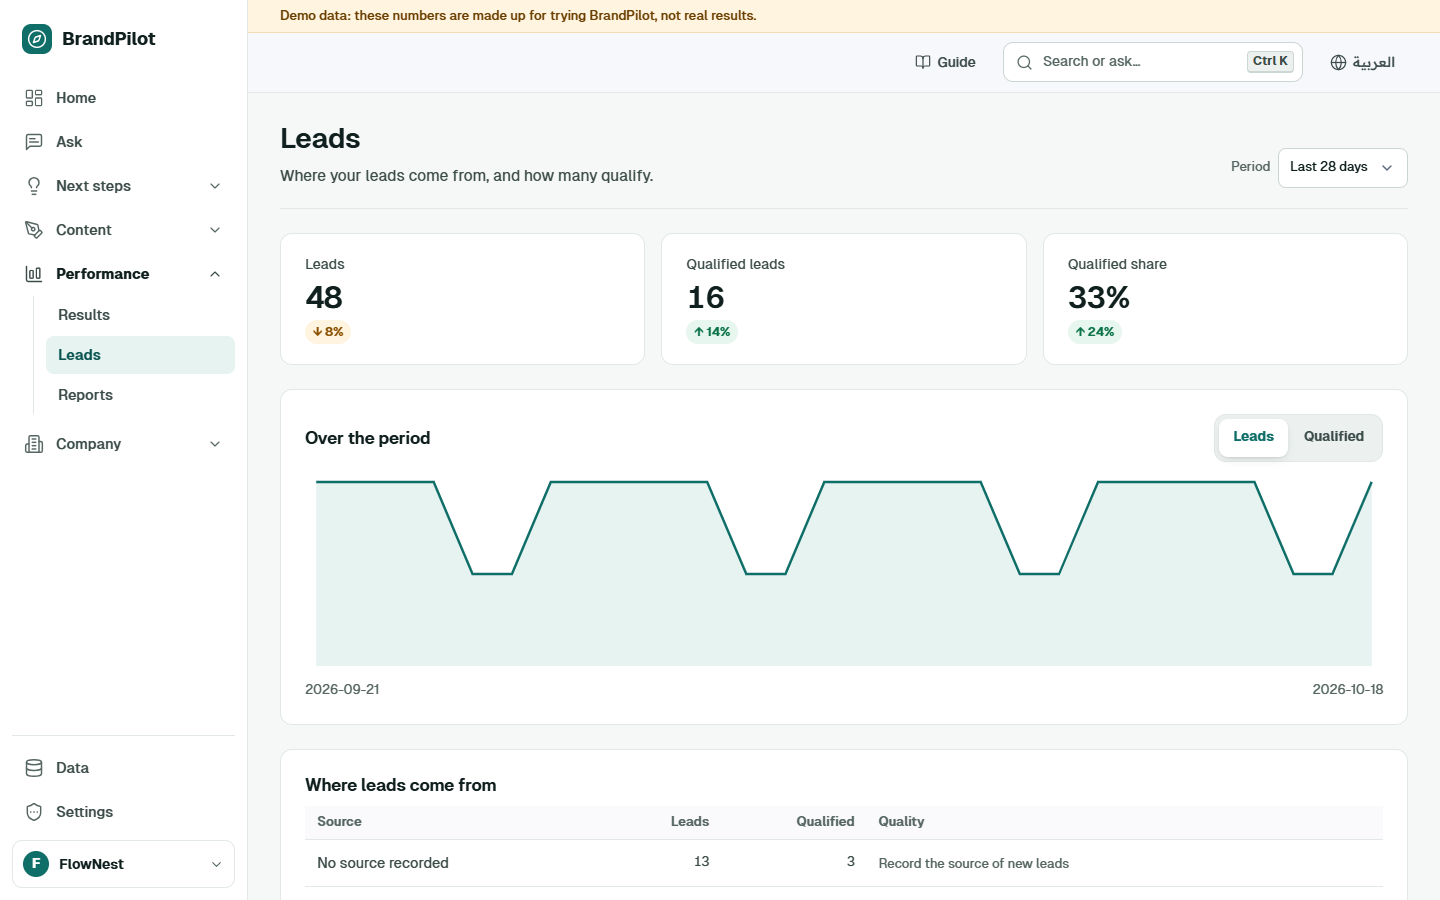 Demo data: these numbers are made up for trying BrandPilot, not real results.
BrandPilot
Guide
Search or ask...
Ctrl K
العربية
Home
Ask
Next steps
Content
Performance
Results
Leads
Reports
Company
Data
Settings
F FlowNest
Leads
Where your leads come from, and how many qualify.
Period
Last 28 days
Leads
48
↓ 8%
Qualified leads
16
↑ 14%
Qualified share
33%
↑ 24%
Over the period
Leads Qualified
2026-09-21 2026-10-18
Where leads come from
Source Leads Qualified Quality
No source recorded 13 3 Record the source of new leads